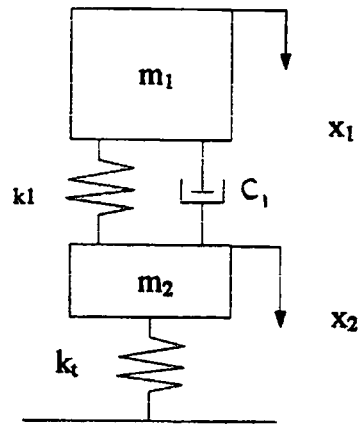 m₁
x₁
k1
C₁
m₂
x₂
kₜ